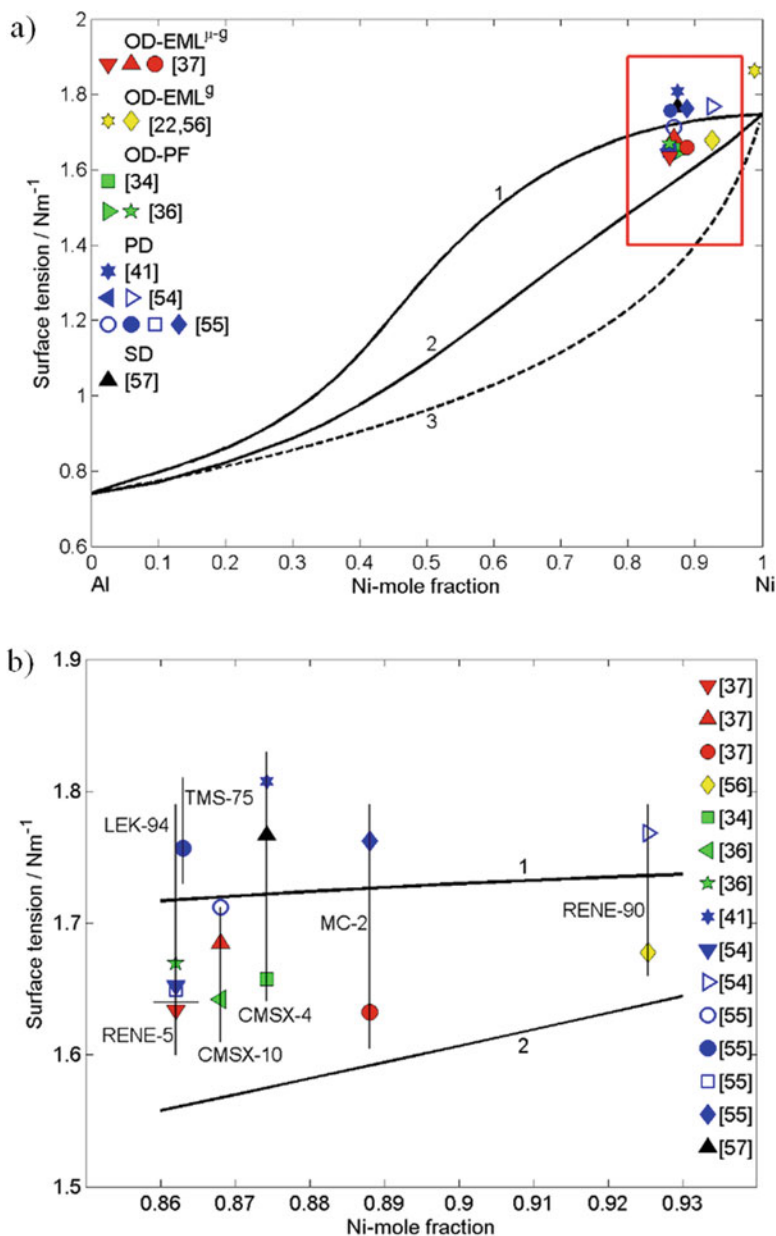 a)
2
1.8
1.6
1.4
1.2
1
0.8
0.6
Surface tension / Nm-1
OD-EMLμ-g
[37]
OD-EMLg
[22,56]
OD-PF
[34]
[36]
PD
[41]
[54]
[55]
SD
[57]
1
2
3
0 0.1 0.2 0.3 0.4 0.5 0.6 0.7 0.8 0.9 1
Al Ni-mole fraction Ni
b)
1.9
1.8
1.7
1.6
1.5
Surface tension / Nm-1
TMS-75
LEK-94
1
MC-2
RENE-90
CMSX-4
RENE-5
CMSX-10
2
[37]
[37]
[37]
[56]
[34]
[36]
[36]
[41]
[54]
[54]
[55]
[55]
[55]
[55]
[57]
0.86 0.87 0.88 0.89 0.9 0.91 0.92 0.93
Ni-mole fraction